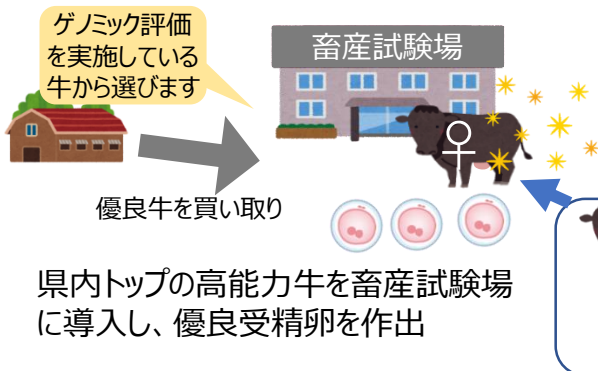 ゲノミック評価
を実施している
牛から選びます
畜産試験場
♀
優良牛を買い取り
県内トップの高能力牛を畜産試験場
に導入し、優良受精卵を作出